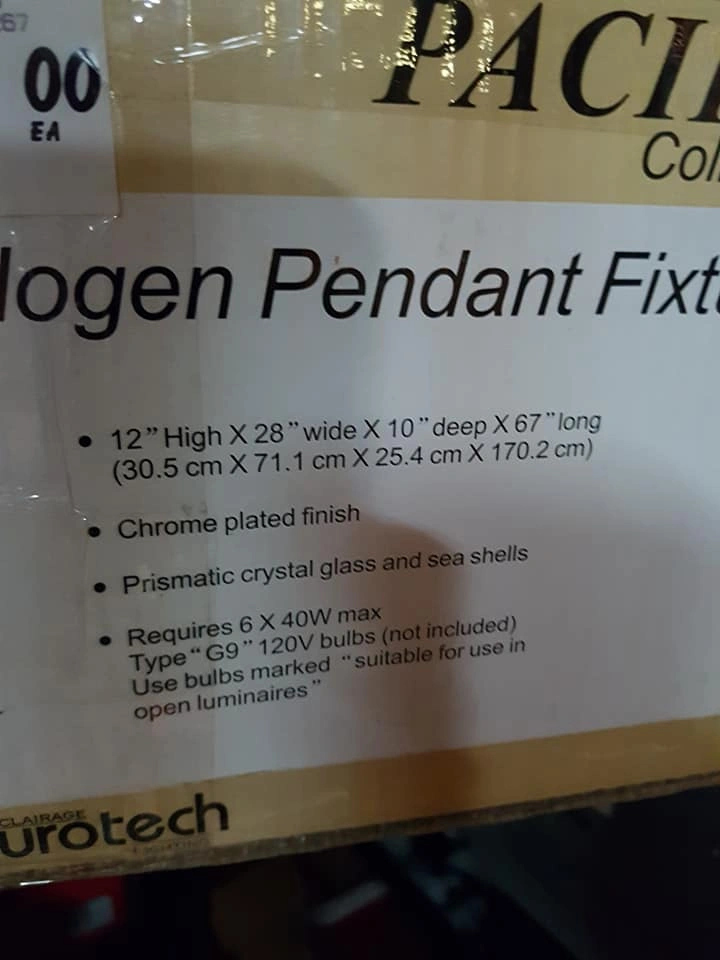 267
00
EA
PACI
Col
logen Pendant Fixt
• 12” High X 28” wide X 10” deep X 67” long
(30.5 cm X 71.1 cm X 25.4 cm X 170.2 cm)
• Chrome plated finish
• Prismatic crystal glass and sea shells
• Requires 6 X 40W max
Type “G9” 120V bulbs (not included)
Use bulbs marked “suitable for use in
open luminaires”
CLAIRAGE
urotech